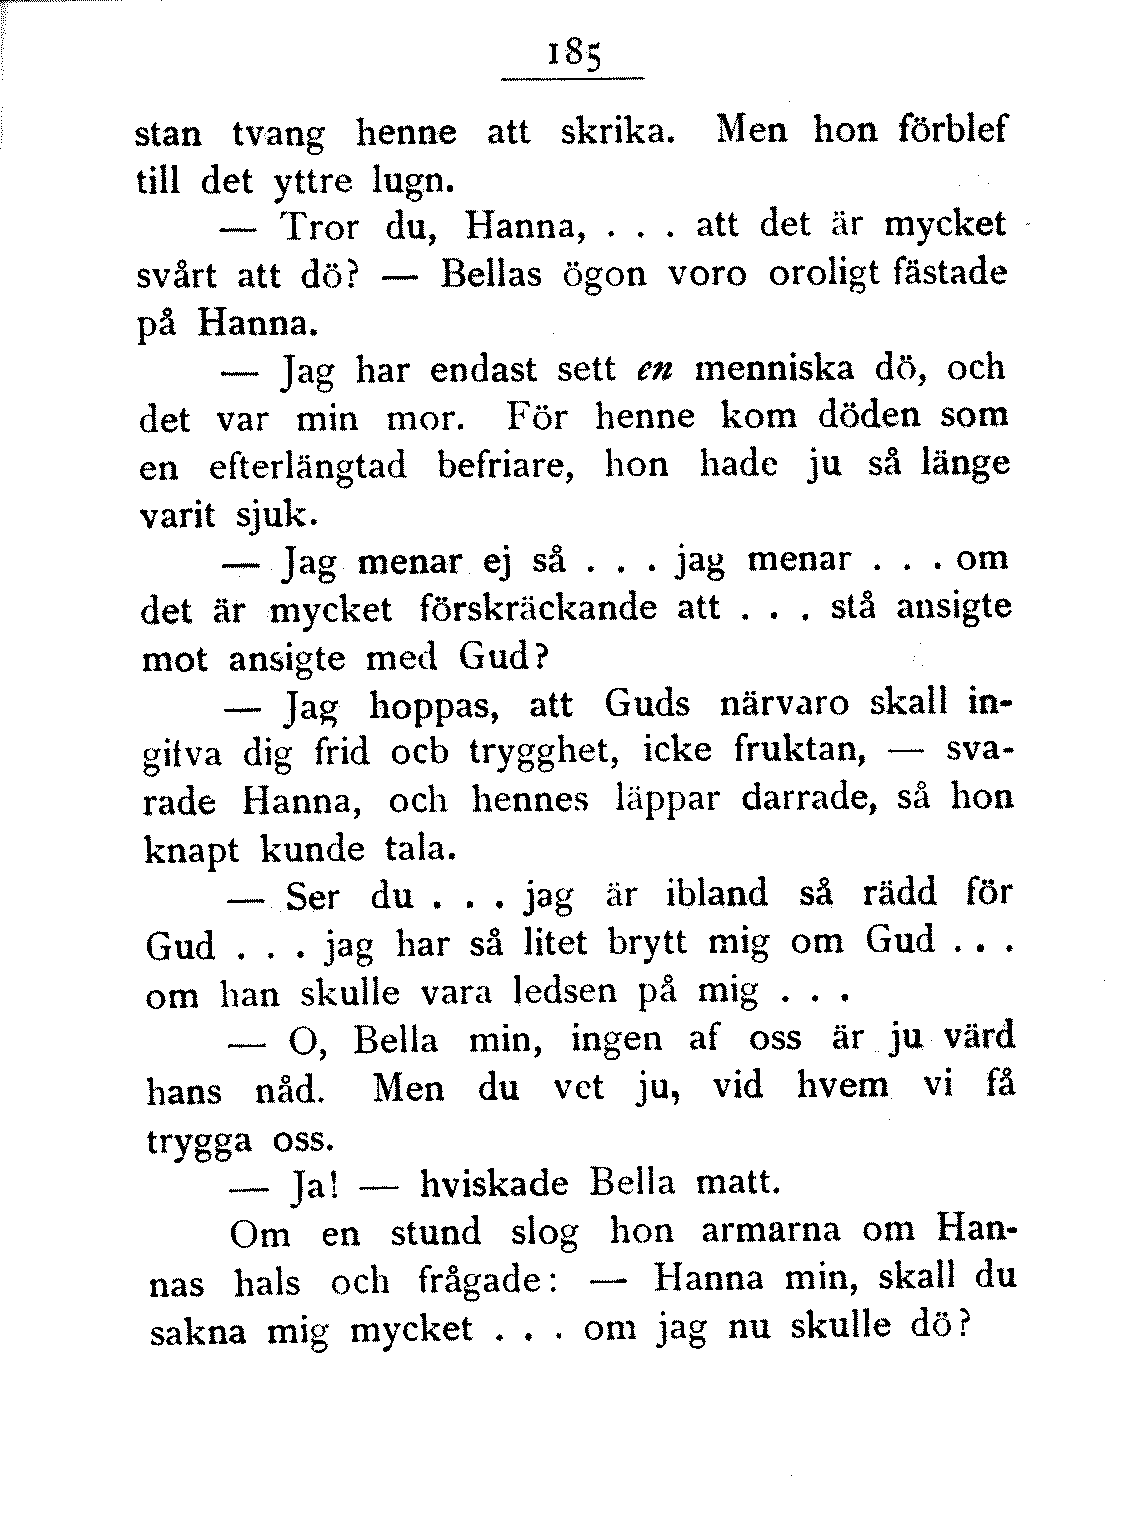 185
stan tvang henne att skrika. Men hon förblef
till det yttre lugn.
— Tror du, Hanna, . . . att det är mycket
svårt att dö? — Bellas ögon voro oroligt fästade
på Hanna.
— Jag har endast sett en menniska dö, och
det var min mor. För henne kom döden som
en efterlängtad befriare, hon hade ju så länge
varit sjuk.
— Jag menar ej så . . . jag menar . . . om
det är mycket förskräckande att . . . stå ansigte
mot ansigte med Gud?
— Jag hoppas, att Guds närvaro skall in-
gifva dig frid ocb trygghet, icke fruktan, — sva-
rade Hanna, och hennes läppar darrade, så hon
knapt kunde tala.
— Ser du . . . jag är ibland så rädd för
Gud . . . jag har så litet brytt mig om Gud . . .
om han skulle vara ledsen på mig . . .
— O, Bella min, ingen af oss är ju värd
hans nåd. Men du vet ju, vid hvem vi få
trygga oss.
— Ja! — hviskade Bella matt.
Om en stund slog hon armarna om Han-
nas hals och frågade: — Hanna min, skall du
sakna mig mycket . . . om jag nu skulle dö?